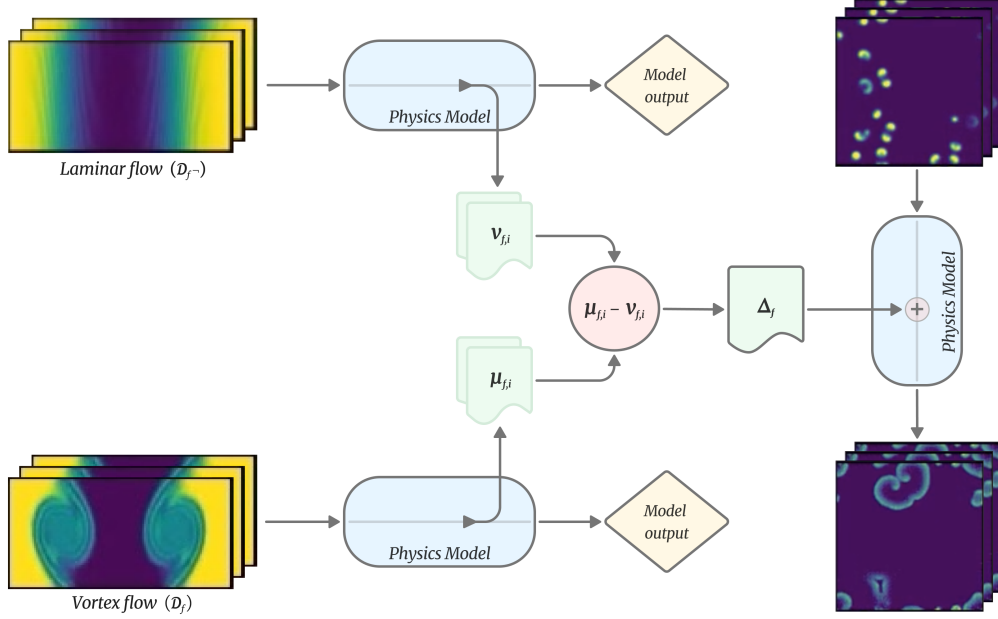 Laminar flow (𝒟f¬)
Physics Model
Model
output
νf,i
μf,i − νf,i
Δf
+
Physics Model
μf,i
Vortex flow (𝒟f)
Physics Model
Model
output